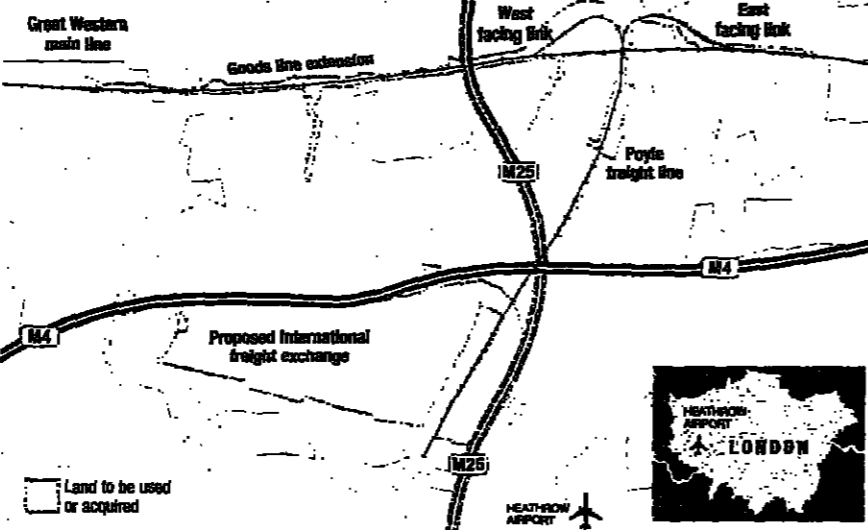 Great Western
main line
Goods line extension
West
facing link
East
facing link
M25
Poyle
freight line
M4
M4
Proposed International
freight exchange
M25
Land to be used
or acquired
HEATHROW
AIRPORT
HEATHROW
AIRPORT
LONDON